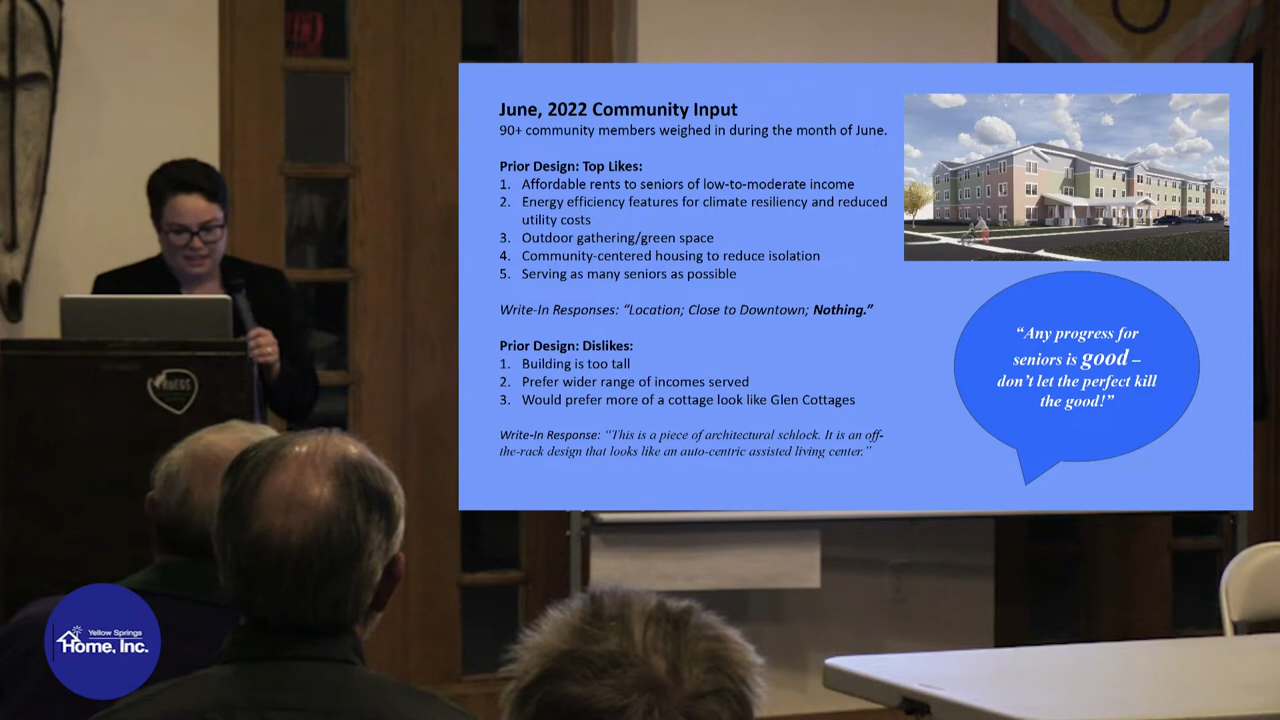 June, 2022 Community Input
90+ community members weighed in during the month of June.
Prior Design: Top Likes:
1. Affordable rents to seniors of low-to-moderate income
2. Energy efficiency features for climate resiliency and reduced
utility costs
3. Outdoor gathering/green space
4. Community-centered housing to reduce isolation
5. Serving as many seniors as possible
Write-In Responses: “Location; Close to Downtown; Nothing.”
Prior Design: Dislikes:
1. Building is too tall
2. Prefer wider range of incomes served
3. Would prefer more of a cottage look like Glen Cottages
Write-In Response: “This is a piece of architectural schlock. It is an off-
the-rack design that looks like an auto-centric assisted living center.”
“Any progress for
seniors is good –
don’t let the perfect kill
the good!”
Yellow Springs
Home, Inc.